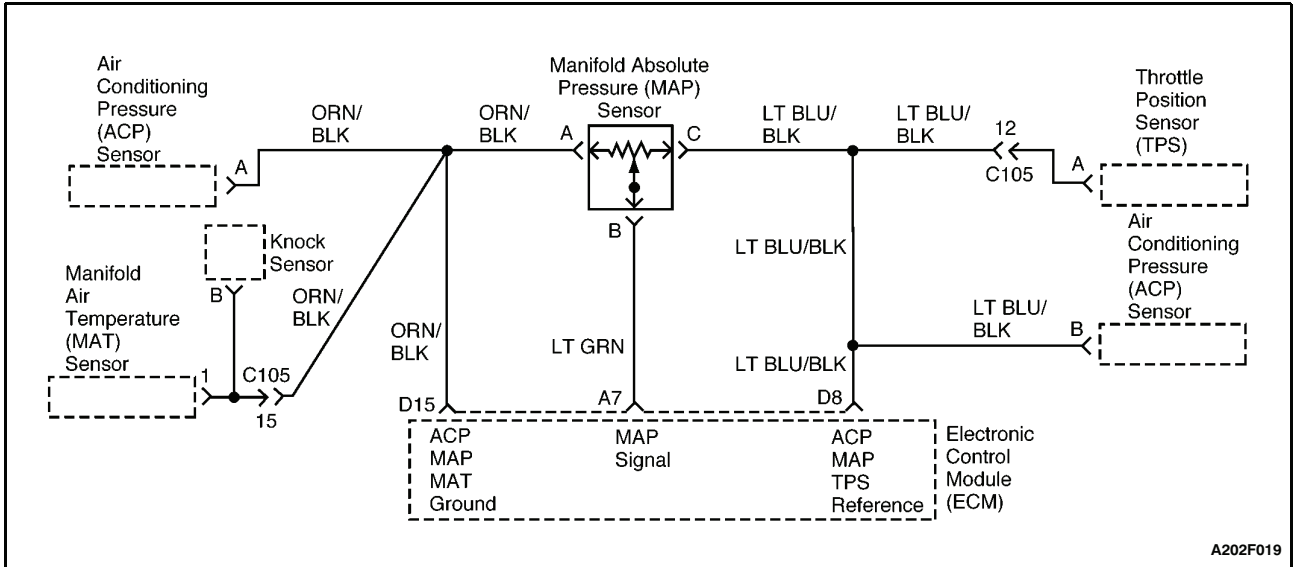 Air
Conditioning
Pressure
(ACP)
Sensor
A
ORN/
BLK
ORN/
BLK
Manifold Absolute
Pressure (MAP)
Sensor
A
C
B
LT BLU/
BLK
LT BLU/
BLK
12
C105
A
Throttle
Position
Sensor
(TPS)
Knock
Sensor
B
Manifold
Air
Temperature
(MAT)
Sensor
1
C105
15
ORN/
BLK
ORN/
BLK
LT GRN
LT BLU/BLK
LT BLU/BLK
LT BLU/
BLK
B
Air
Conditioning
Pressure
(ACP)
Sensor
D15
A7
D8
ACP
MAP
MAT
Ground
MAP
Signal
ACP
MAP
TPS
Reference
Electronic
Control
Module
(ECM)
A202F019